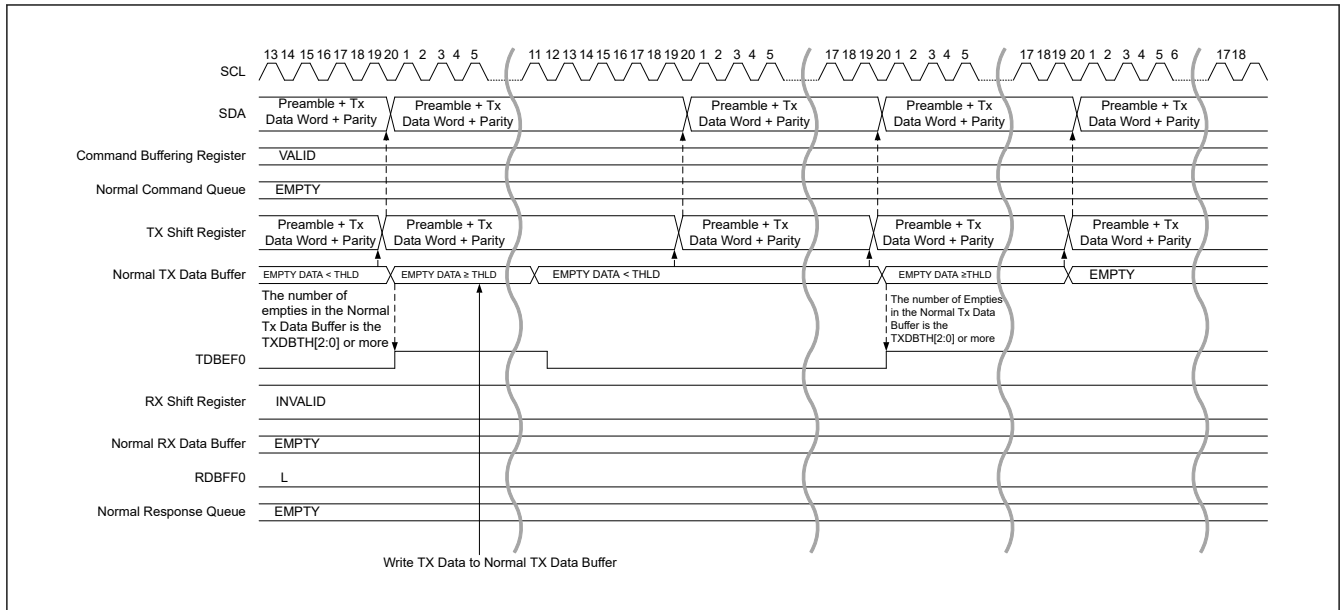 13 14 15 16 17 18 19 20 1 2 3 4 5 11 12 13 14 15 16 17 18 19 20 1 2 3 4 5 17 18 19 20 1 2 3 4 5 17 18 19 20 1 2 3 4 5 6 17 18
SCL
SDA
Preamble + Tx
Data Word + Parity
Preamble + Tx
Data Word + Parity
Preamble + Tx
Data Word + Parity
Preamble + Tx
Data Word + Parity
Preamble + Tx
Data Word + Parity
Command Buffering Register
VALID
Normal Command Queue
EMPTY
TX Shift Register
Preamble + Tx
Data Word + Parity
Preamble + Tx
Data Word + Parity
Preamble + Tx
Data Word + Parity
Preamble + Tx
Data Word + Parity
Preamble + Tx
Data Word + Parity
Normal TX Data Buffer
EMPTY DATA < THLD
EMPTY DATA ≥ THLD
EMPTY DATA < THLD
EMPTY DATA ≥THLD
EMPTY
The number of
empties in the Normal
Tx Data Buffer is the
TXDBTH[2:0] or more
The number of Empties
in the Normal Tx Data
Buffer is the
TXDBTH[2:0] or more
TDBEF0
RX Shift Register
INVALID
Normal RX Data Buffer
EMPTY
RDBFF0
L
Normal Response Queue
EMPTY
Write TX Data to Normal TX Data Buffer